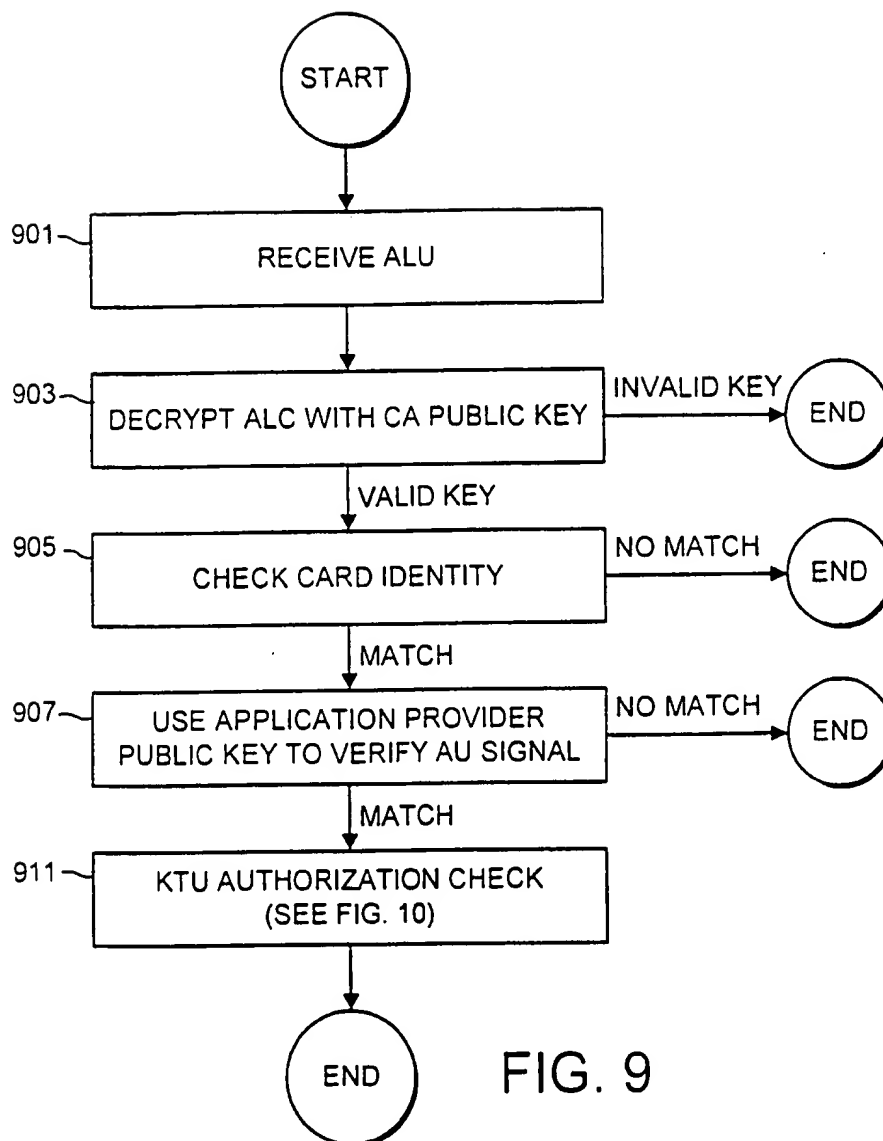 START
901
RECEIVE ALU
903
DECRYPT ALC WITH CA PUBLIC KEY
INVALID KEY
END
VALID KEY
905
CHECK CARD IDENTITY
NO MATCH
END
MATCH
907
USE APPLICATION PROVIDER
PUBLIC KEY TO VERIFY AU SIGNAL
NO MATCH
END
MATCH
911
KTU AUTHORIZATION CHECK
(SEE FIG. 10)
END
FIG. 9